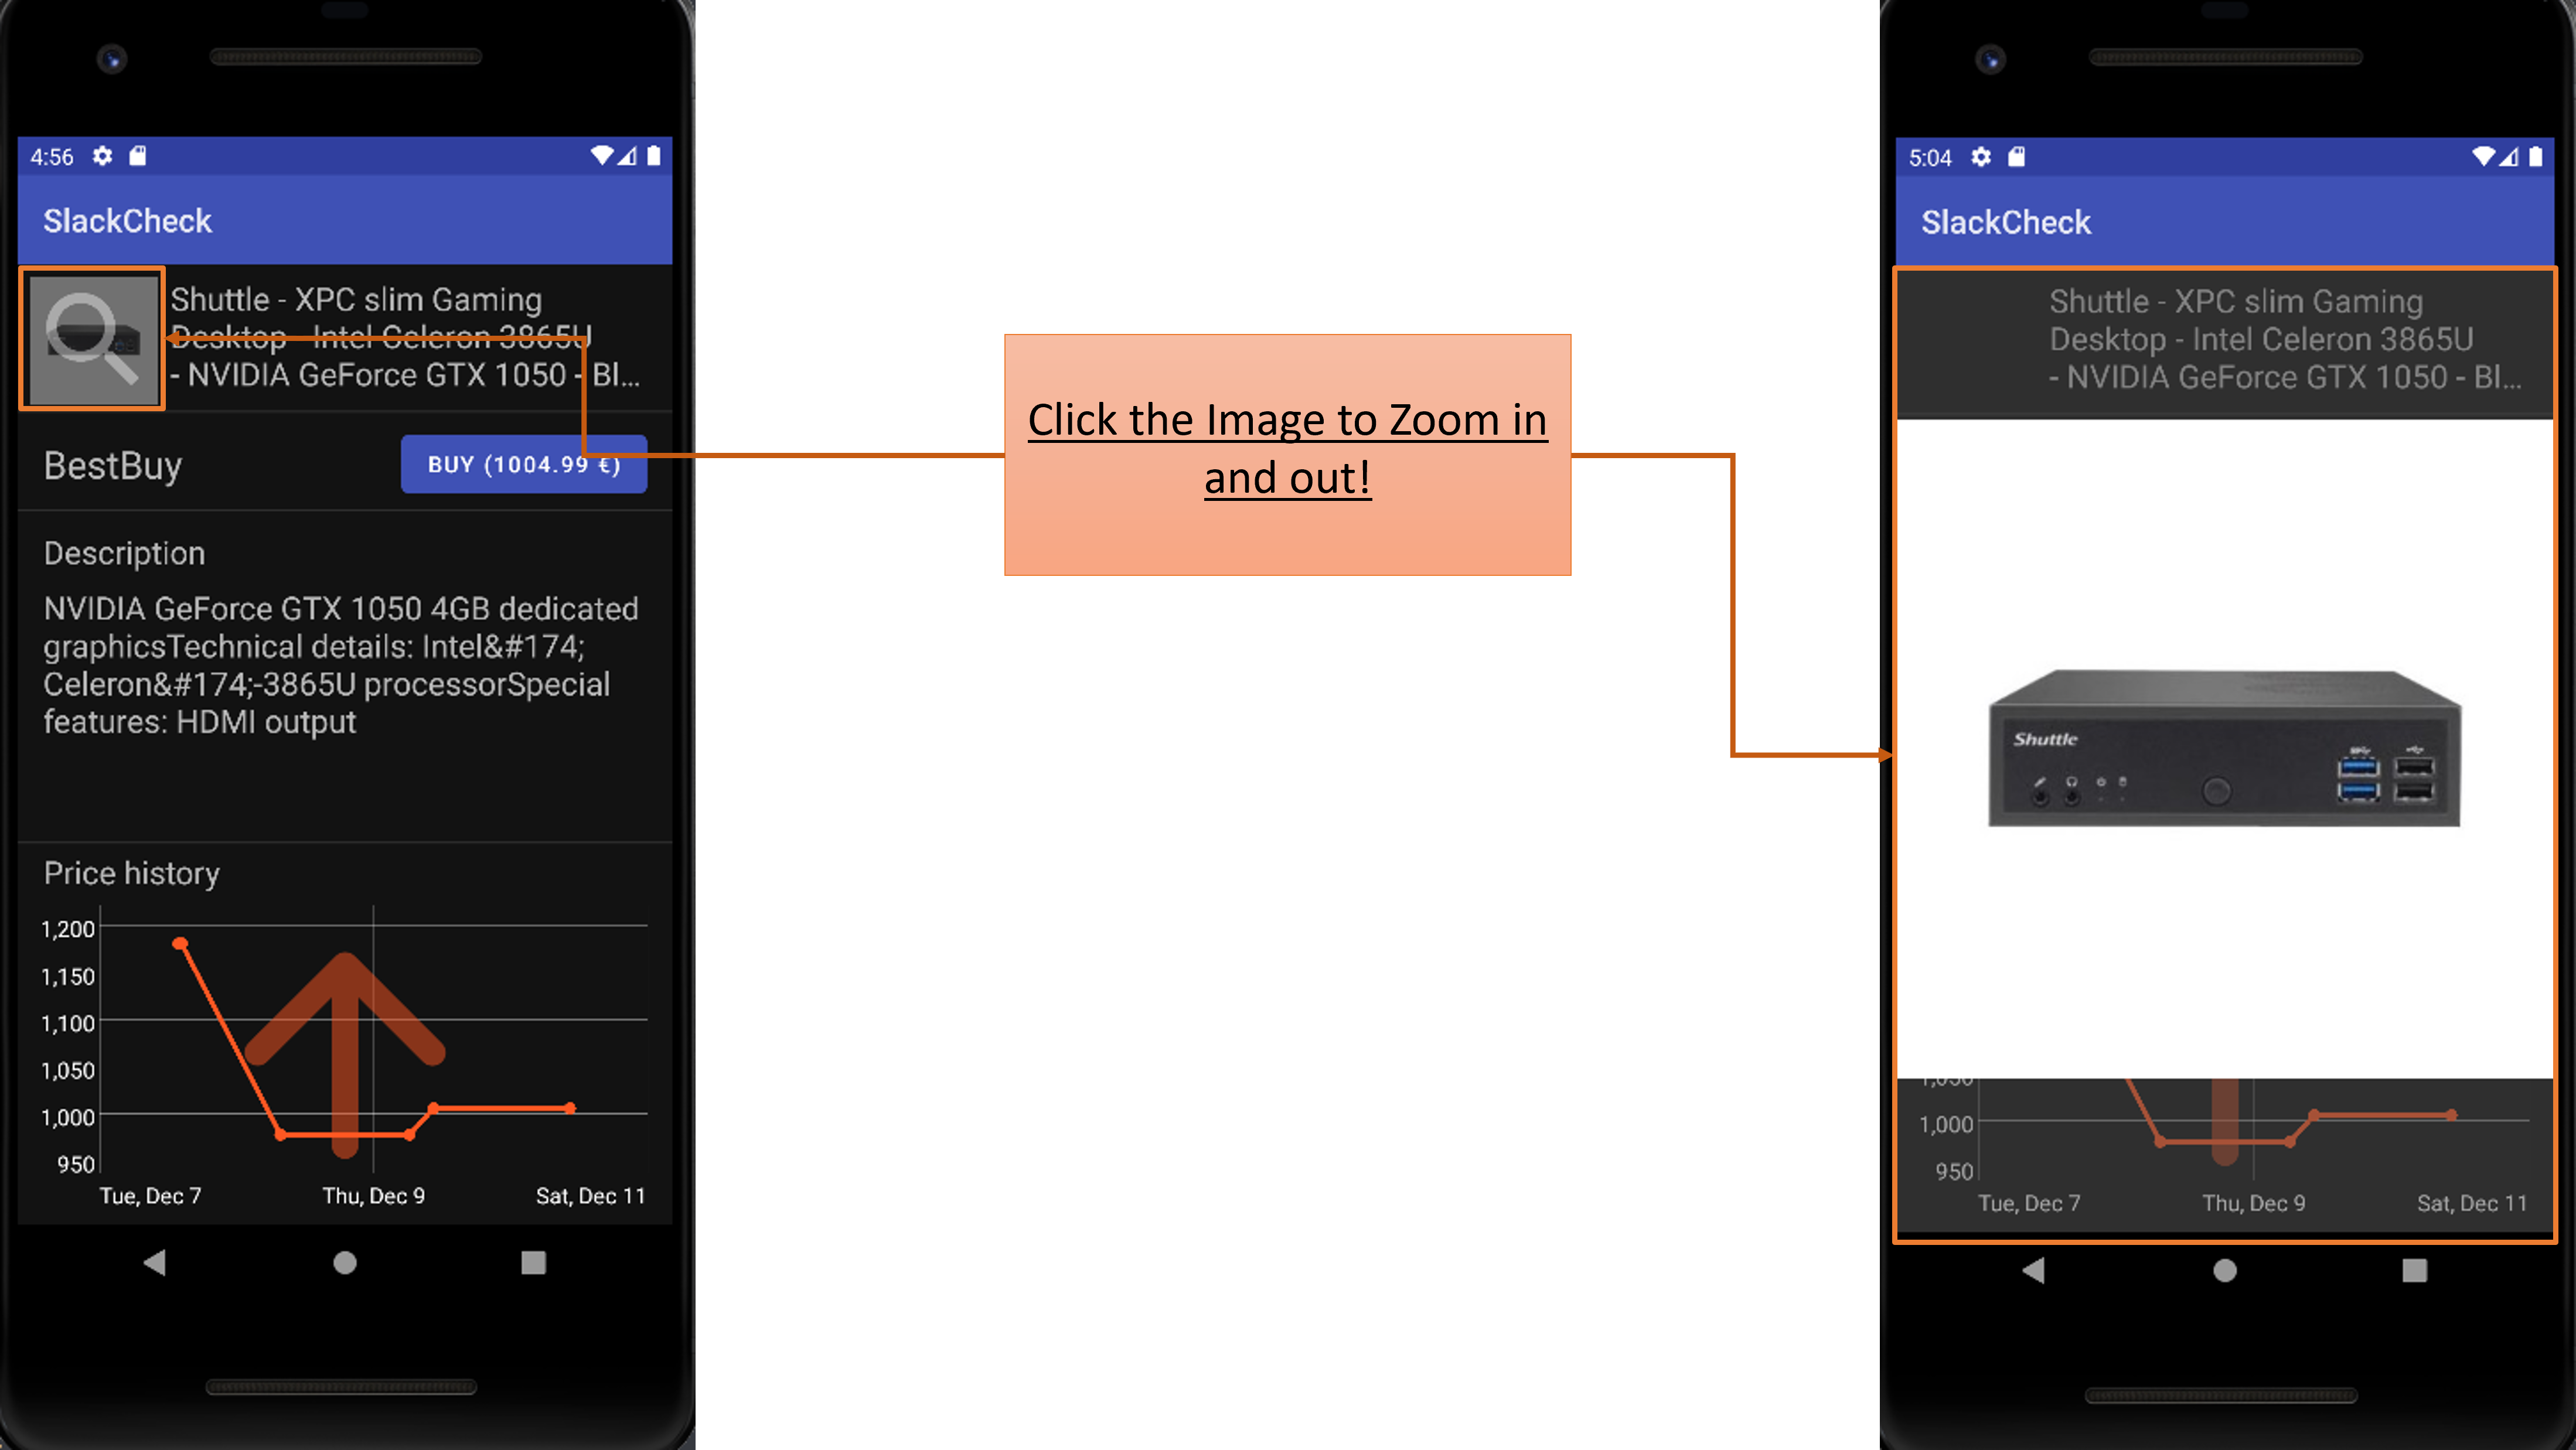 4:56
SlackCheck
Shuttle - XPC slim Gaming
Desktop - Intel Celeron 3865U
- NVIDIA GeForce GTX 1050 - Bl...
BestBuy
BUY (1004.99 €)
Description
NVIDIA GeForce GTX 1050 4GB dedicated
graphicsTechnical details: Intel&#174;
Celeron&#174;-3865U processorSpecial
features: HDMI output
Price history
1,200
1,150
1,100
1,050
1,000
950
Tue, Dec 7
Thu, Dec 9
Sat, Dec 11
Click the Image to Zoom in
and out!
5:04
SlackCheck
Shuttle - XPC slim Gaming
Desktop - Intel Celeron 3865U
- NVIDIA GeForce GTX 1050 - Bl...
Shuttle
1,050
1,000
950
Tue, Dec 7
Thu, Dec 9
Sat, Dec 11